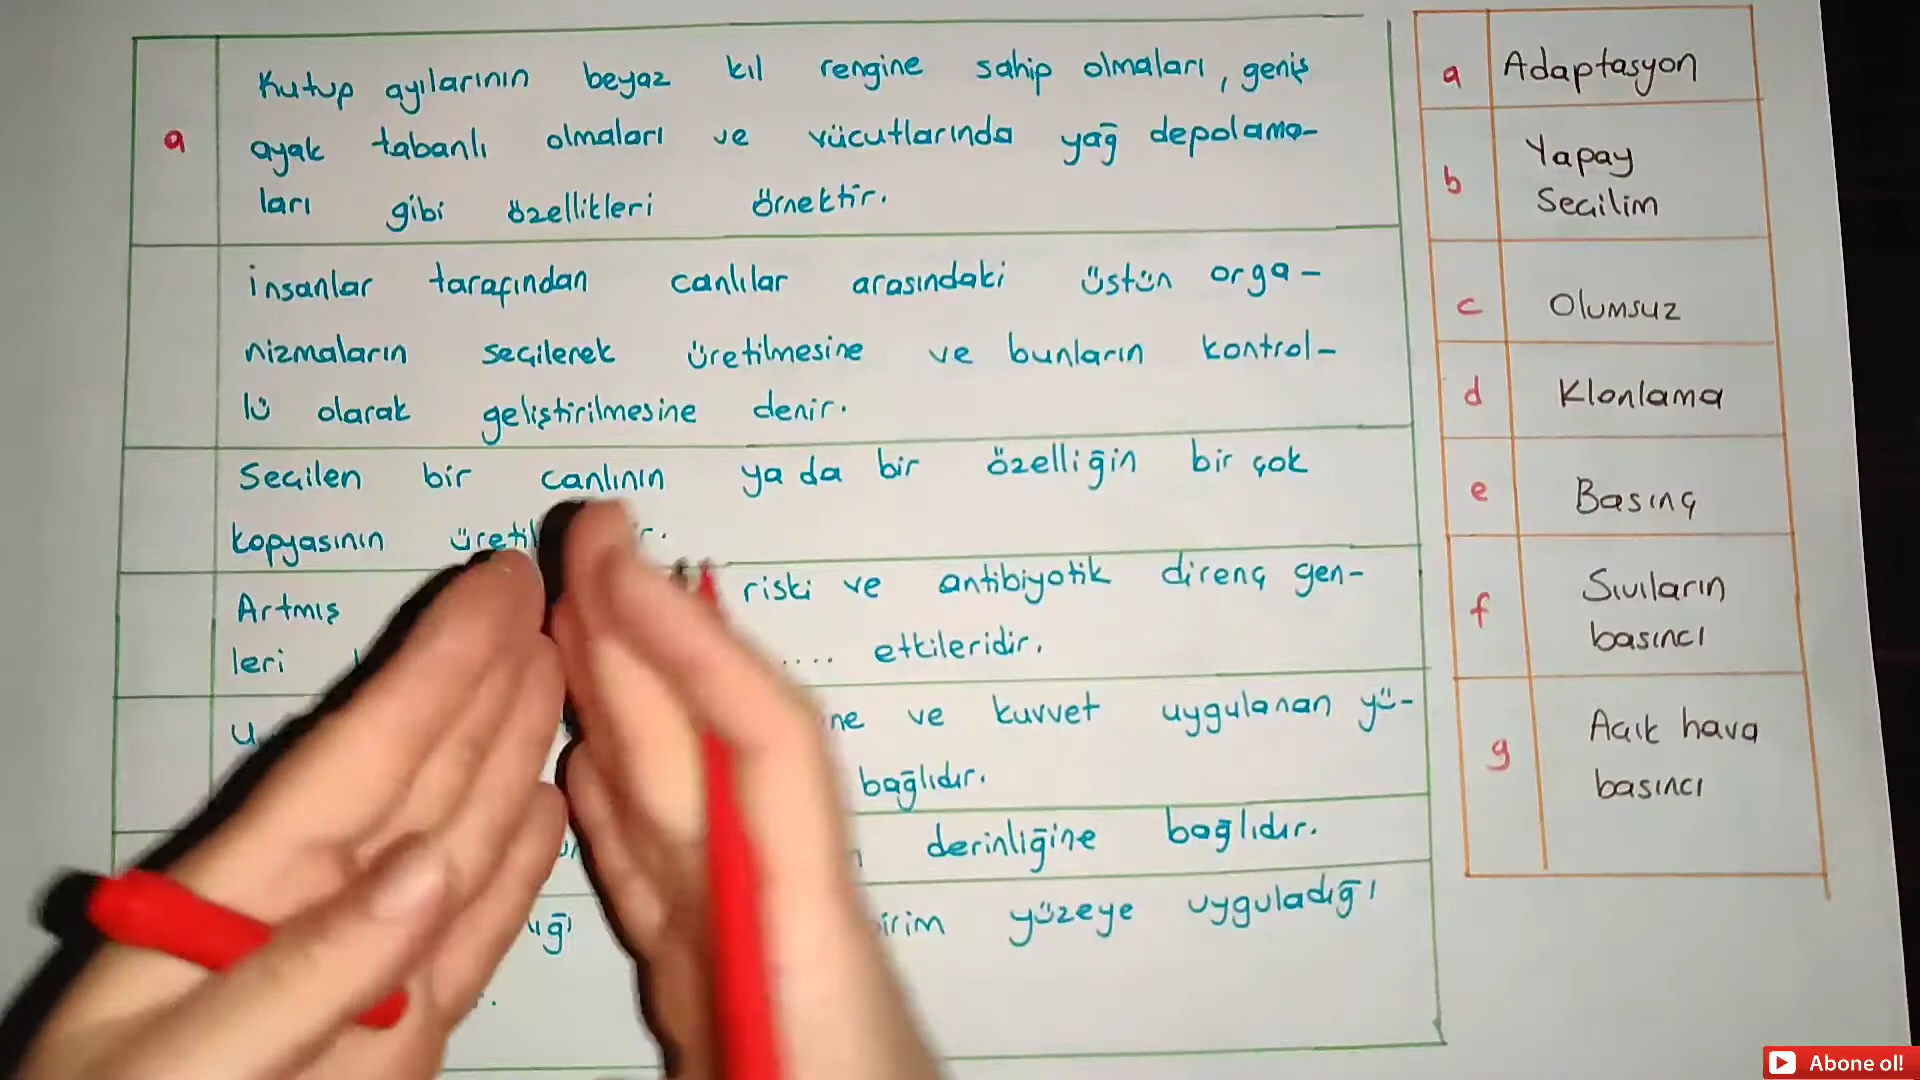 a
Kutup ayılarının beyaz kıl rengine sahip olmaları, geniş
ayak tabanlı olmaları ve vücutlarında yağ depolama-
ları gibi özellikleri örnektir.
İnsanlar tarafından canlılar arasındaki üstün orga-
nizmaların seçilerek üretilmesine ve bunların kontrol-
lü olarak geliştirilmesine denir.
Seçilen bir canlının ya da bir özelliğin bir çok
kopyasının
Artmış riski ve antibiyotik direnç gen-
leri .... etkileridir.
ve kuvvet uygulanan yü-
bağlıdır.
derinliğine bağlıdır.
yüzeye uyguladığı
a Adaptasyon
b Yapay
Seçilim
c Olumsuz
d Klonlama
e Basınç
f Sıvıların
basıncı
g Açık hava
basıncı
Abone ol!